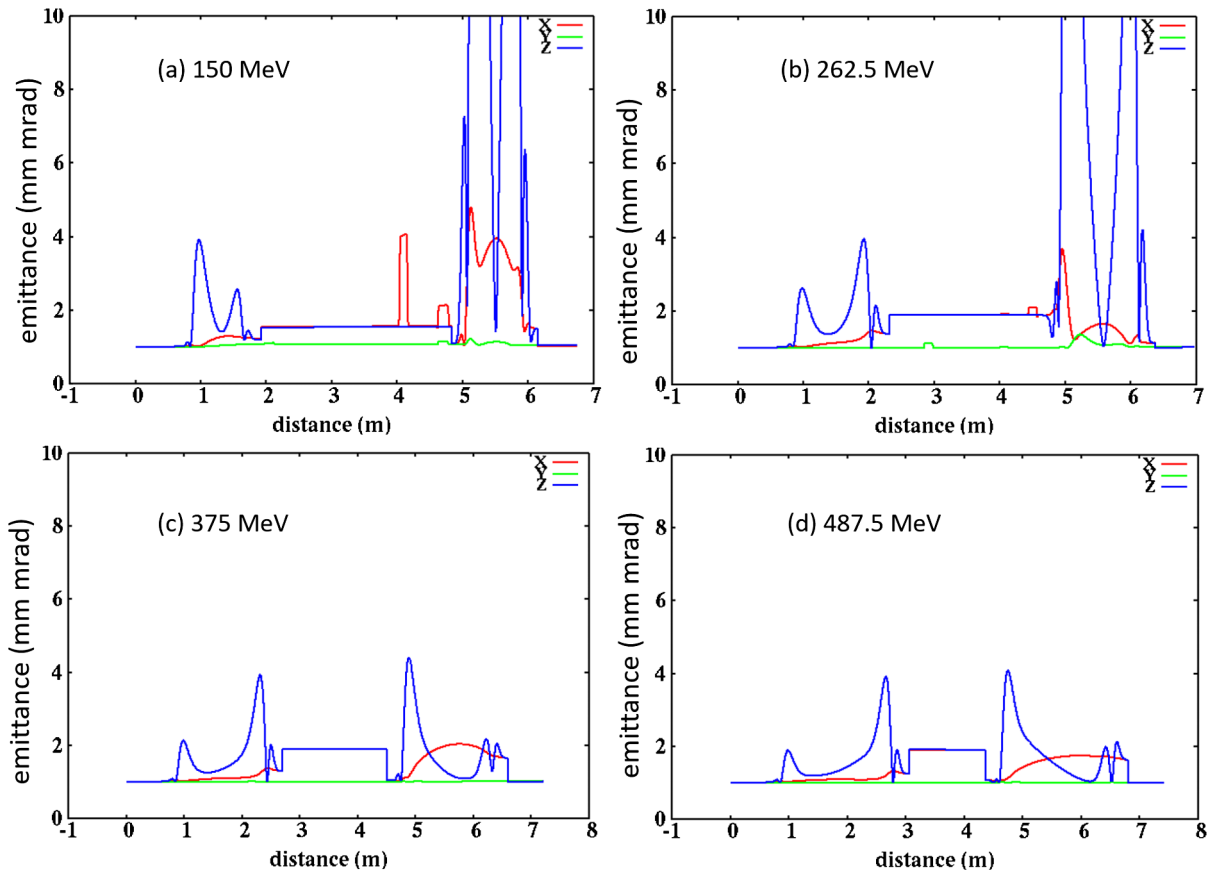 (a) 150 MeV
X
Y
Z
emittance (mm mrad)
10
8
6
4
2
0
-1 0 1 2 3 4 5 6 7
distance (m)
(b) 262.5 MeV
X
Y
Z
emittance (mm mrad)
10
8
6
4
2
0
-1 0 1 2 3 4 5 6 7
distance (m)
(c) 375 MeV
X
Y
Z
emittance (mm mrad)
10
8
6
4
2
0
-1 0 1 2 3 4 5 6 7 8
distance (m)
(d) 487.5 MeV
X
Y
Z
emittance (mm mrad)
10
8
6
4
2
0
-1 0 1 2 3 4 5 6 7 8
distance (m)